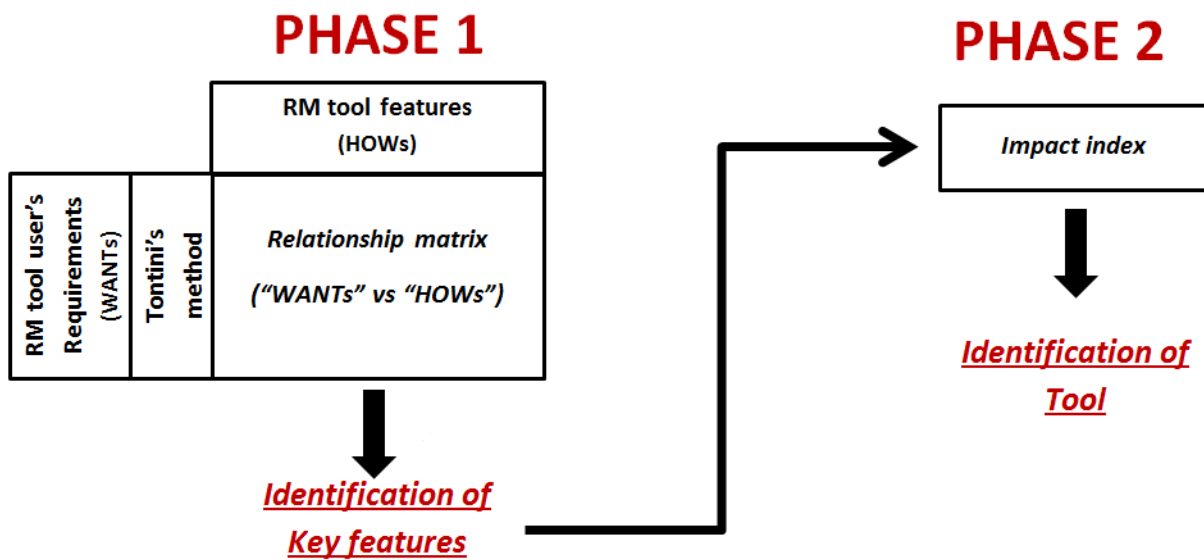 PHASE 1
RM tool features
(HOWs)
RM tool user's
Requirements
(WANTs)
Tontini's
method
Relationship matrix
(“WANTs” vs “HOWs”)
Identification of
Key features
PHASE 2
Impact index
Identification of
Tool